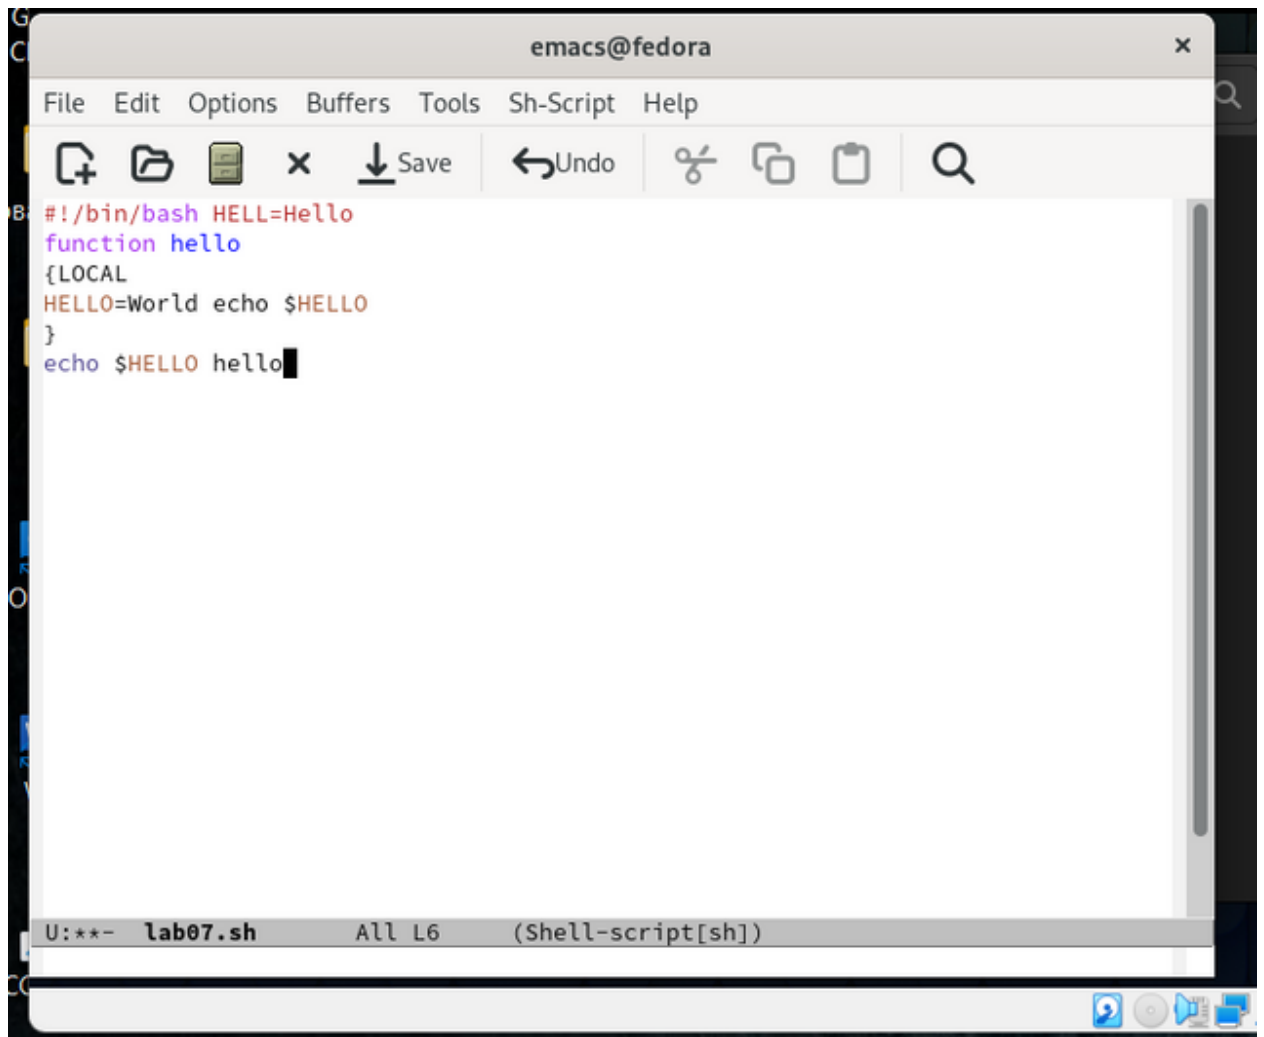 emacs@fedora
File Edit Options Buffers Tools Sh-Script Help
Save Undo
#!/bin/bash HELL=Hello
function hello
{LOCAL
HELLO=World echo $HELLO
}
echo $HELLO hello
U:**- lab07.sh All L6 (Shell-script[sh])